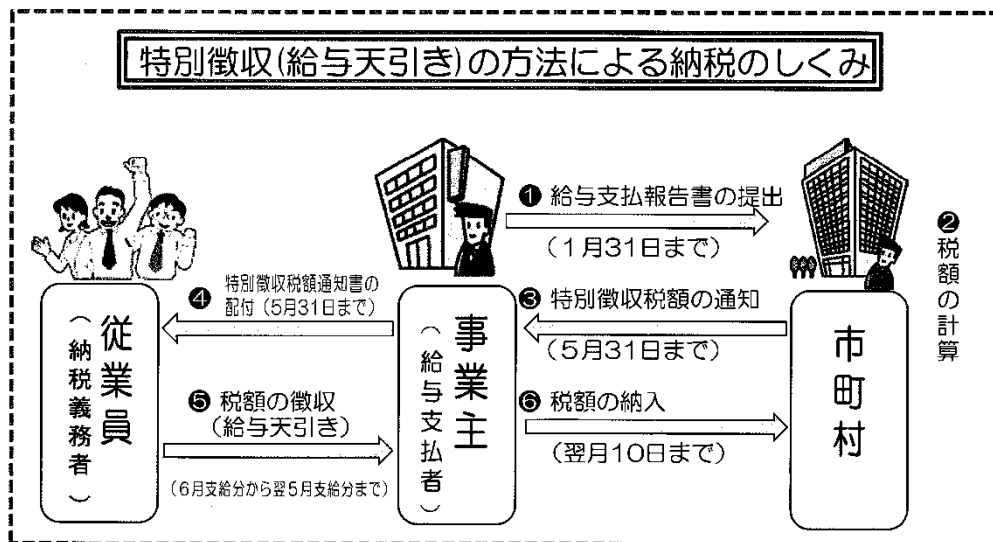 特別徴収(給与天引き)の方法による納税のしくみ
❶ 給与支払報告書の提出
(1月31日まで)
❷税額の計算
❸ 特別徴収税額の通知
(5月31日まで)
❹ 特別徴収税額通知書の
配付(5月31日まで)
❺ 税額の徴収
(給与天引き)
(6月支給分から翌5月支給分まで)
❻ 税額の納入
(翌月10日まで)
従業員
(納税義務者)
事業主
(給与支払者)
市町村